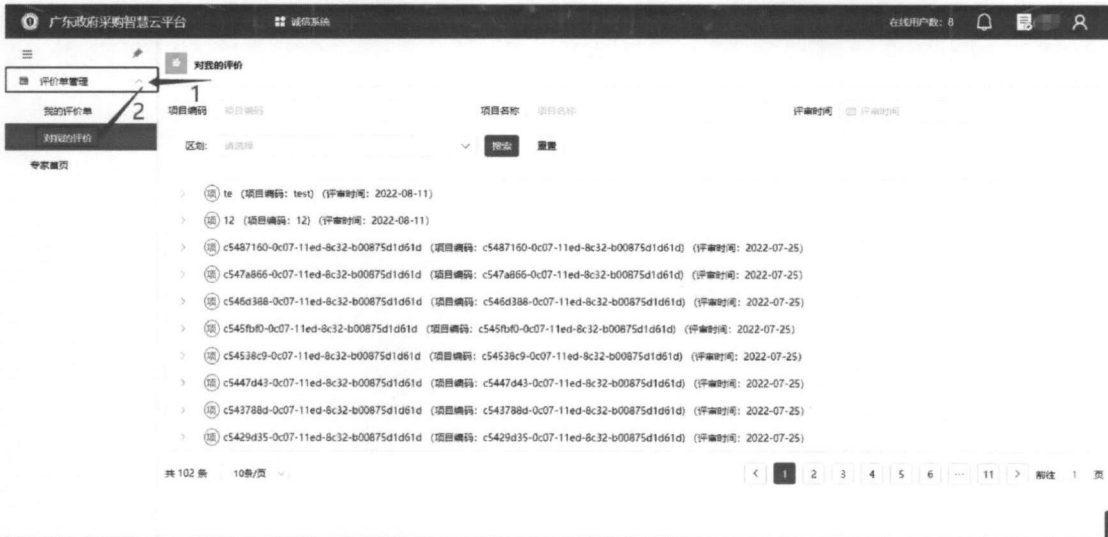 广东政府采购智慧云平台
诚信系统
在线用户数：8
评价单管理
我的评价单
对我的评价
专家首页
对我的评价
1
2
项目编码 项目编码 项目名称 项目名称 评审时间 评审时间
区划： 请选择 搜索 重置
项 te （项目编码：test）（评审时间：2022-08-11）
项 12 （项目编码：12）（评审时间：2022-08-11）
项 c5487160-0c07-11ed-8c32-b00875d1d61d （项目编码：c5487160-0c07-11ed-8c32-b00875d1d61d）（评审时间：2022-07-25）
项 c547a866-0c07-11ed-8c32-b00875d1d61d （项目编码：c547a866-0c07-11ed-8c32-b00875d1d61d）（评审时间：2022-07-25）
项 c546d388-0c07-11ed-8c32-b00875d1d61d （项目编码：c546d388-0c07-11ed-8c32-b00875d1d61d）（评审时间：2022-07-25）
项 c545fbf0-0c07-11ed-8c32-b00875d1d61d （项目编码：c545fbf0-0c07-11ed-8c32-b00875d1d61d）（评审时间：2022-07-25）
项 c54538c9-0c07-11ed-8c32-b00875d1d61d （项目编码：c54538c9-0c07-11ed-8c32-b00875d1d61d）（评审时间：2022-07-25）
项 c5447d43-0c07-11ed-8c32-b00875d1d61d （项目编码：c5447d43-0c07-11ed-8c32-b00875d1d61d）（评审时间：2022-07-25）
项 c543788d-0c07-11ed-8c32-b00875d1d61d （项目编码：c543788d-0c07-11ed-8c32-b00875d1d61d）（评审时间：2022-07-25）
项 c5429d35-0c07-11ed-8c32-b00875d1d61d （项目编码：c5429d35-0c07-11ed-8c32-b00875d1d61d）（评审时间：2022-07-25）
共 102 条 10条/页 < 1 2 3 4 5 6 ··· 11 > 前往 1 页